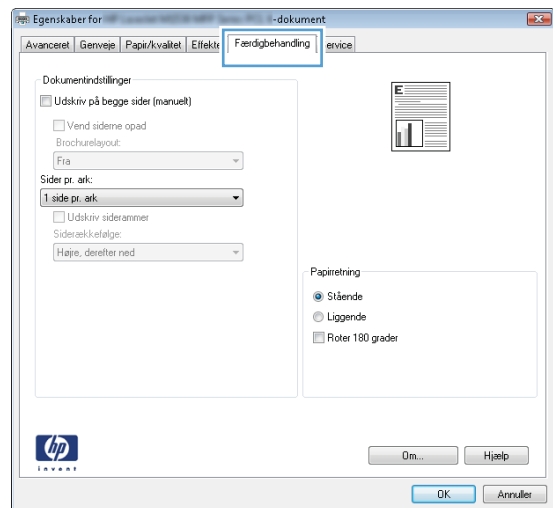 Egenskaber for -dokument
Avanceret Genveje Papir/kvalitet Effekte Færdigbehandling ervice
Dokumentindstillinger
Udskriv på begge sider (manuelt)
Vend siderne opad
Brochurelayout:
Fra
Sider pr. ark:
1 side pr. ark
Udskriv siderammer
Siderækkefølge:
Højre, derefter ned
E
Papirretning
Stående
Liggende
Roter 180 grader
hp
invent
Om... Hjælp
OK Annuller